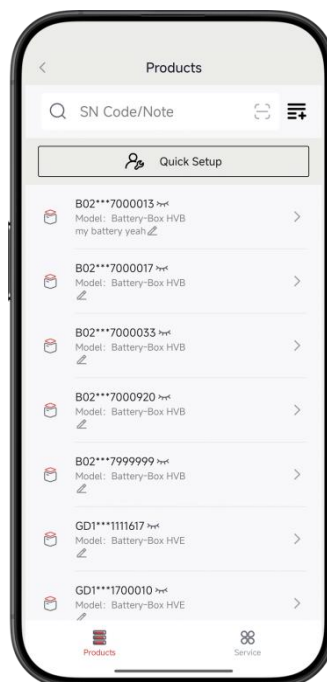 Products
SN Code/Note
Quick Setup
B02***7000013
Model: Battery-Box HVB
my battery yeah
B02***7000017
Model: Battery-Box HVB
B02***7000033
Model: Battery-Box HVB
B02***7000920
Model: Battery-Box HVB
B02***7999999
Model: Battery-Box HVB
GD1***1111617
Model: Battery-Box HVE
GD1***1700010
Model: Battery-Box HVE
Products
Service